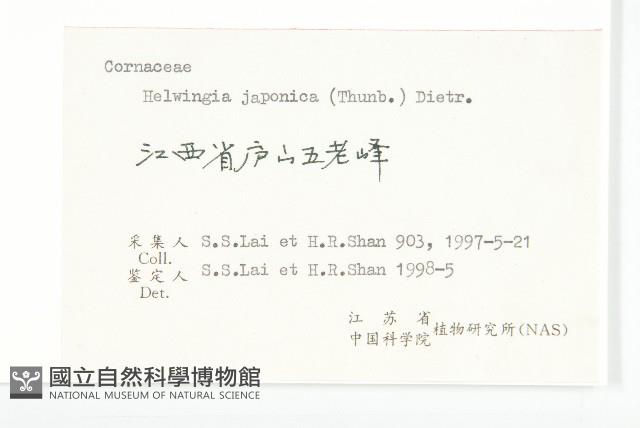 Cornaceae
Helwingia japonica (Thunb.) Dietr.
江西省庐山五老峰
采集人 S.S.Lai et H.R.Shan 903, 1997-5-21
Coll.
鉴定人 S.S.Lai et H.R.Shan 1998-5
Det.
江苏省
中国科学院植物研究所(NAS)
國立自然科學博物館
NATIONAL MUSEUM OF NATURAL SCIENCE